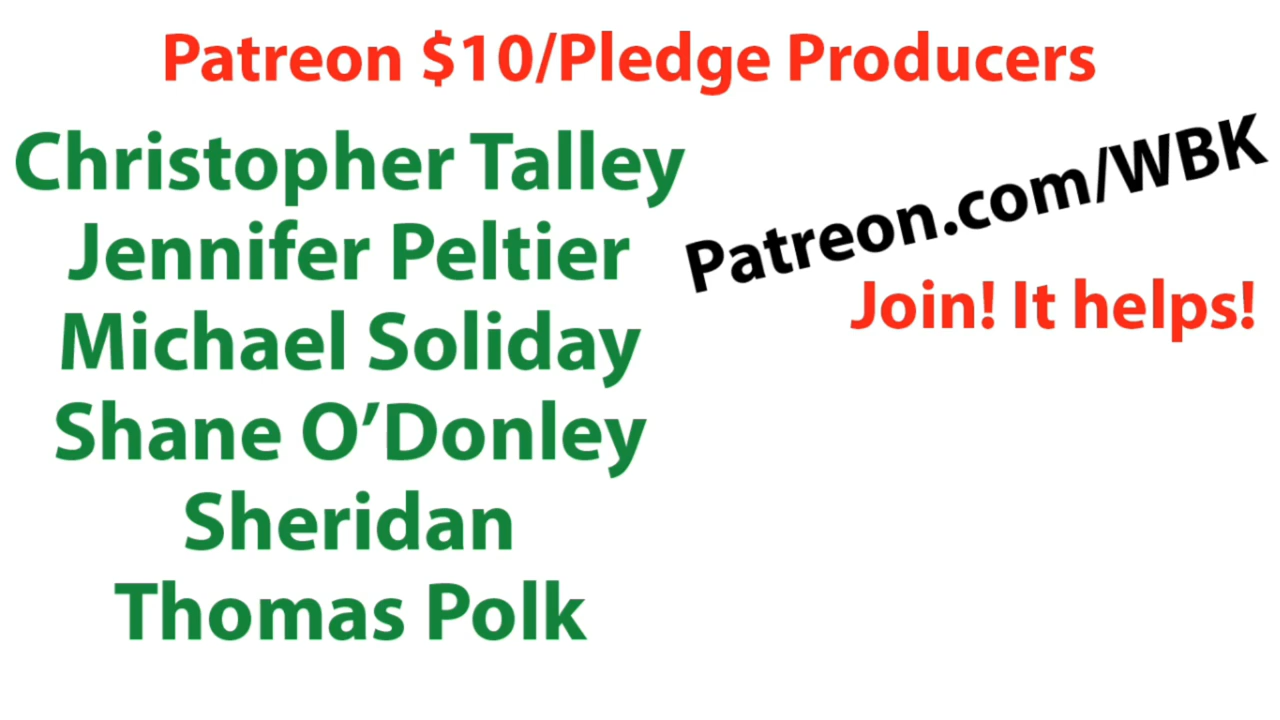 Patreon $10/Pledge Producers
Christopher Talley
Jennifer Peltier
Michael Soliday
Shane O’Donley
Sheridan
Thomas Polk
Patreon.com/WBK
Join! It helps!